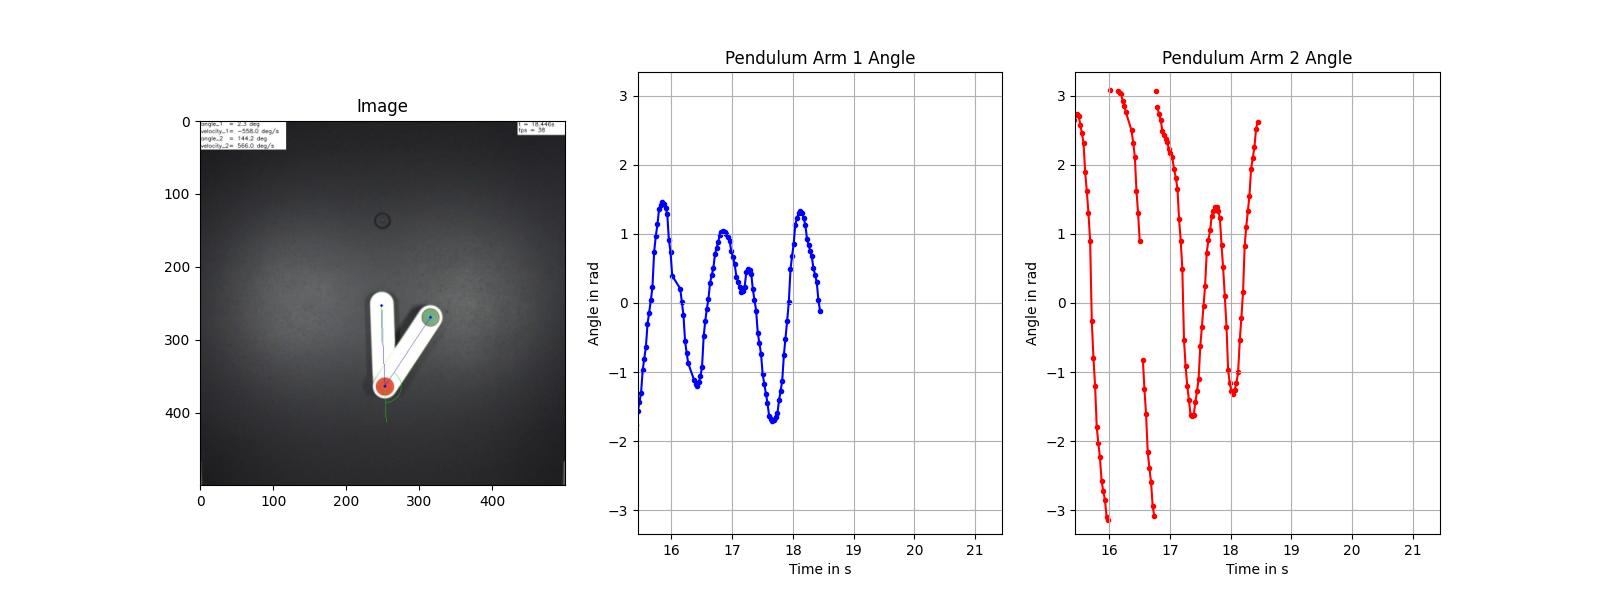 Image
angle_1 = 2.3 deg
velocity_1= -558.0 deg/s
angle_2 = 144.2 deg
velocity_2= 566.0 deg/s
t = 18.446s
fps = 38
0
100
200
300
400
0 100 200 300 400
Pendulum Arm 1 Angle
Angle in rad
3
2
1
0
−1
−2
−3
16 17 18 19 20 21
Time in s
Pendulum Arm 2 Angle
Angle in rad
3
2
1
0
−1
−2
−3
16 17 18 19 20 21
Time in s